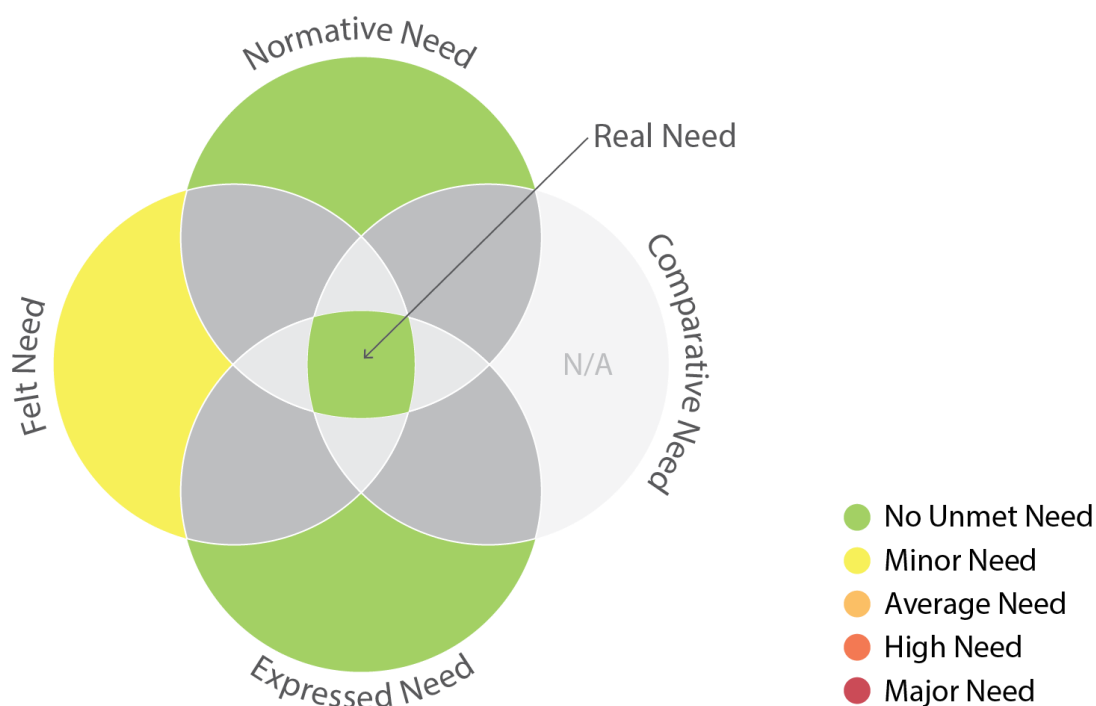 Normative Need
Real Need
Comparative Need
N/A
Felt Need
Expressed Need
No Unmet Need
Minor Need
Average Need
High Need
Major Need